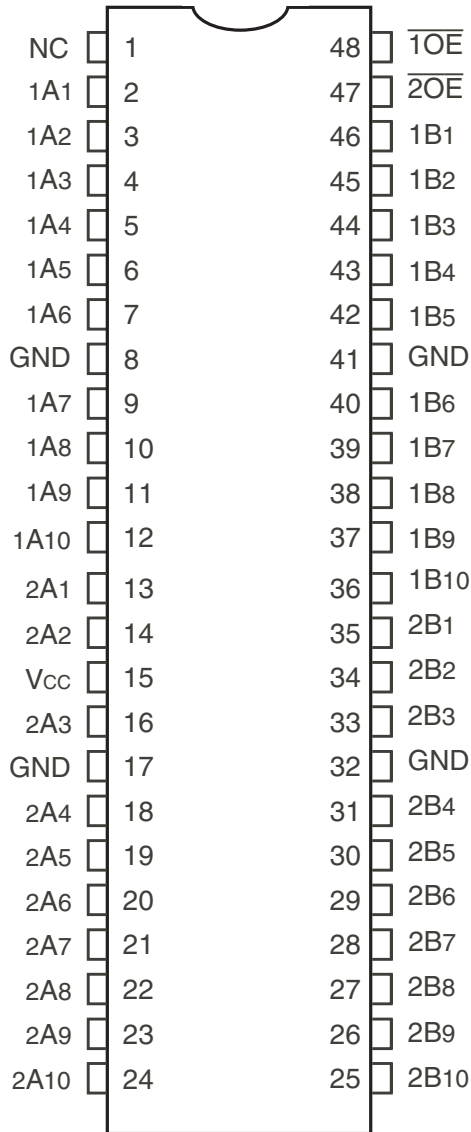 NC 1 48 1OE
1A1 2 47 2OE
1A2 3 46 1B1
1A3 4 45 1B2
1A4 5 44 1B3
1A5 6 43 1B4
1A6 7 42 1B5
GND 8 41 GND
1A7 9 40 1B6
1A8 10 39 1B7
1A9 11 38 1B8
1A10 12 37 1B9
2A1 13 36 1B10
2A2 14 35 2B1
VCC 15 34 2B2
2A3 16 33 2B3
GND 17 32 GND
2A4 18 31 2B4
2A5 19 30 2B5
2A6 20 29 2B6
2A7 21 28 2B7
2A8 22 27 2B8
2A9 23 26 2B9
2A10 24 25 2B10